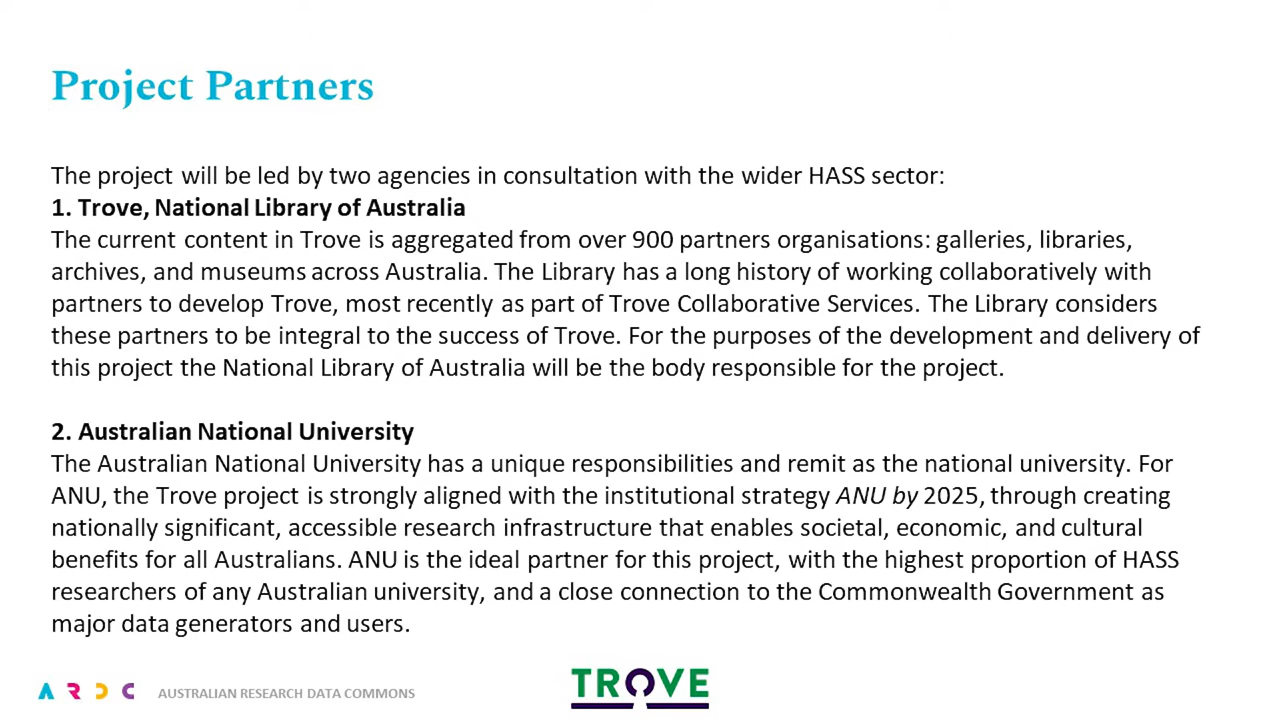 Project Partners
The project will be led by two agencies in consultation with the wider HASS sector:
1. Trove, National Library of Australia
The current content in Trove is aggregated from over 900 partners organisations: galleries, libraries,
archives, and museums across Australia. The Library has a long history of working collaboratively with
partners to develop Trove, most recently as part of Trove Collaborative Services. The Library considers
these partners to be integral to the success of Trove. For the purposes of the development and delivery of
this project the National Library of Australia will be the body responsible for the project.
2. Australian National University
The Australian National University has a unique responsibilities and remit as the national university. For
ANU, the Trove project is strongly aligned with the institutional strategy ANU by 2025, through creating
nationally significant, accessible research infrastructure that enables societal, economic, and cultural
benefits for all Australians. ANU is the ideal partner for this project, with the highest proportion of HASS
researchers of any Australian university, and a close connection to the Commonwealth Government as
major data generators and users.
ARDC AUSTRALIAN RESEARCH DATA COMMONS
TROVE